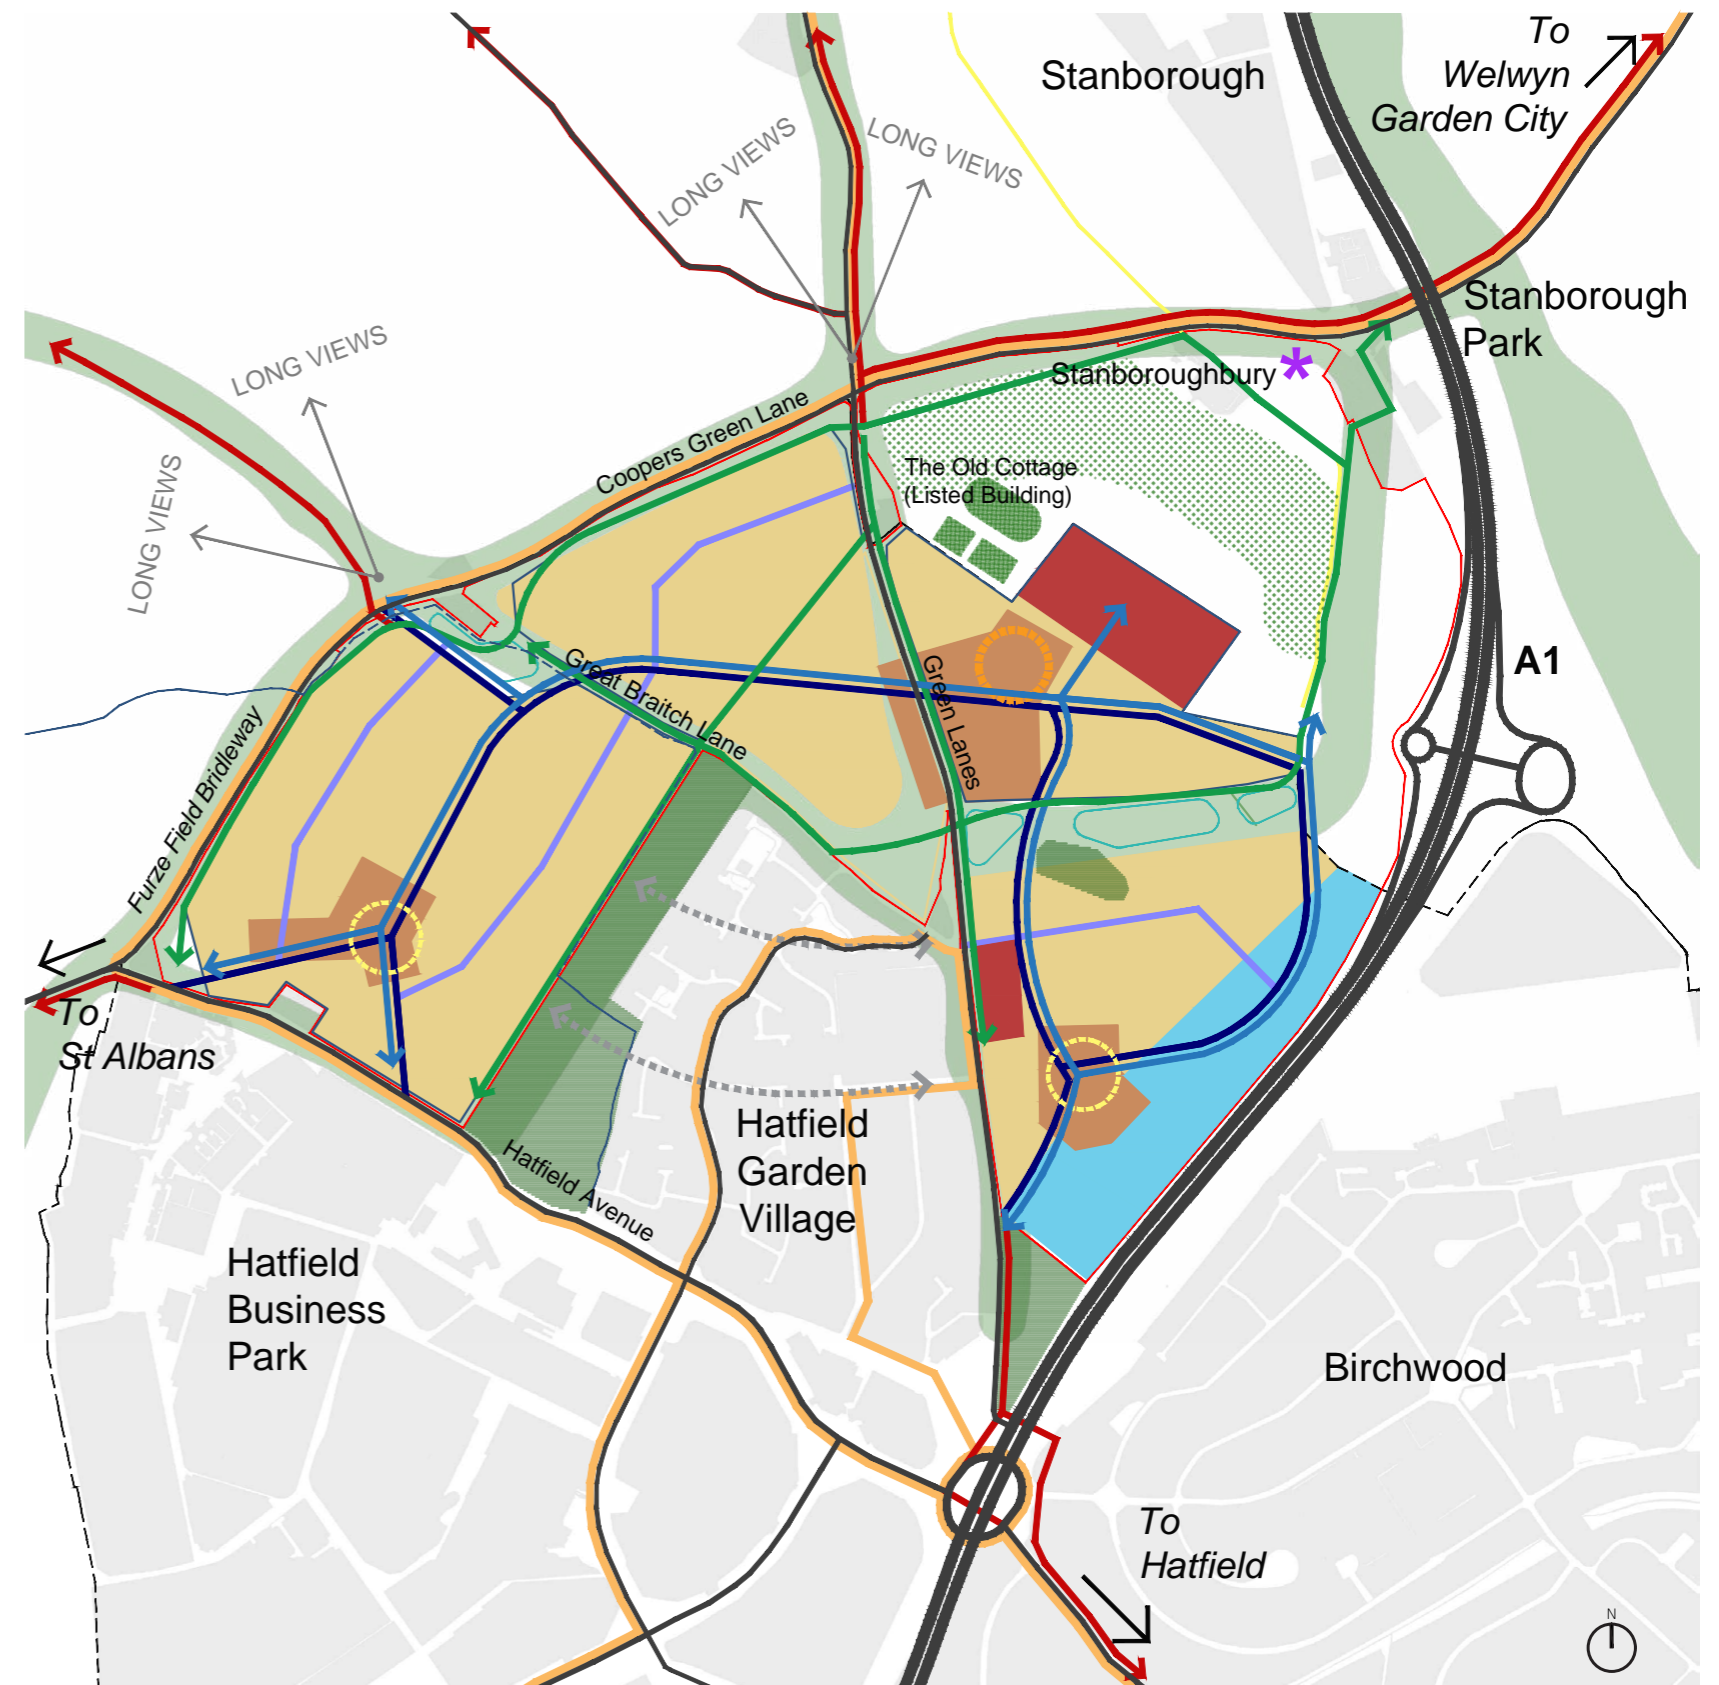 To
Welwyn
Garden City
Stanborough
LONG VIEWS
LONG VIEWS
Stanborough
Park
LONG VIEWS
Stanboroughbury
*
Coopers Green Lane
LONG VIEWS
The Old Cottage
(Listed Building)
Great Braitch Lane
Green Lanes
A1
Furze Field Bridleway
To
St Albans
Hatfield
Garden
Village
Hatfield Avenue
Hatfield
Business
Park
Birchwood
To
Hatfield
N